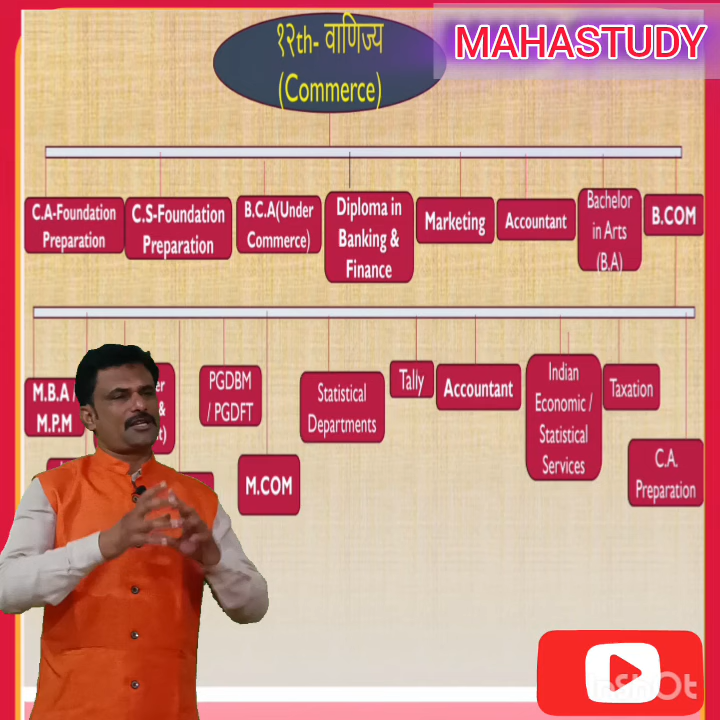 १२th- वाणिज्य
(Commerce)
MAHASTUDY
C.A-Foundation
Preparation
C.S-Foundation
Preparation
B.C.A(Under
Commerce)
Diploma in
Banking &
Finance
Marketing
Accountant
Bachelor
in Arts
(B.A)
B.COM
M.B.A /
M.P.M
&
PGDBM
/ PGDFT
M.COM
Statistical
Departments
Tally
Accountant
Indian
Economic /
Statistical
Services
Taxation
C.A.
Preparation